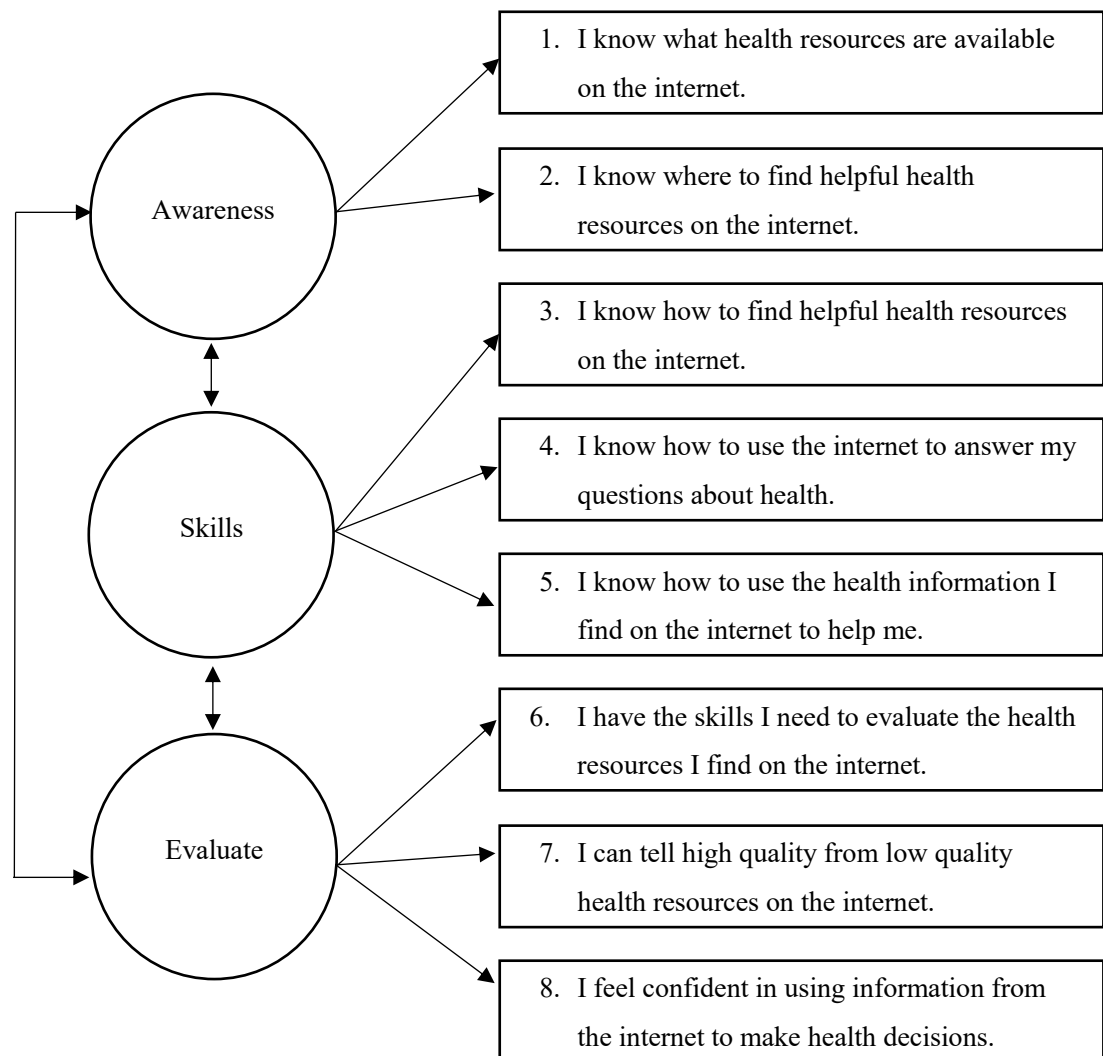 1. I know what health resources are available
on the internet.
Awareness
2. I know where to find helpful health
resources on the internet.
3. I know how to find helpful health resources
on the internet.
Skills
4. I know how to use the internet to answer my
questions about health.
5. I know how to use the health information I
find on the internet to help me.
Evaluate
6. I have the skills I need to evaluate the health
resources I find on the internet.
7. I can tell high quality from low quality
health resources on the internet.
8. I feel confident in using information from
the internet to make health decisions.